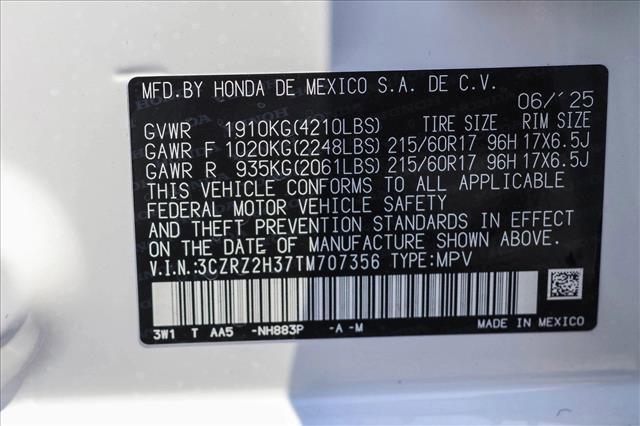 MFD.BY HONDA DE MEXICO S.A. DE C.V.
06/'25
GVWR 1910KG(4210LBS) TIRE SIZE RIM SIZE
GAWR F 1020KG(2248LBS) 215/60R17 96H 17X6.5J
GAWR R 935KG(2061LBS) 215/60R17 96H 17X6.5J
THIS VEHICLE CONFORMS TO ALL APPLICABLE
FEDERAL MOTOR VEHICLE SAFETY
AND THEFT PREVENTION STANDARDS IN EFFECT
ON THE DATE OF MANUFACTURE SHOWN ABOVE.
V.I.N.:3CZRZ2H37TM707356 TYPE:MPV
3W1 T AA5 -NH883P -A -M MADE IN MEXICO